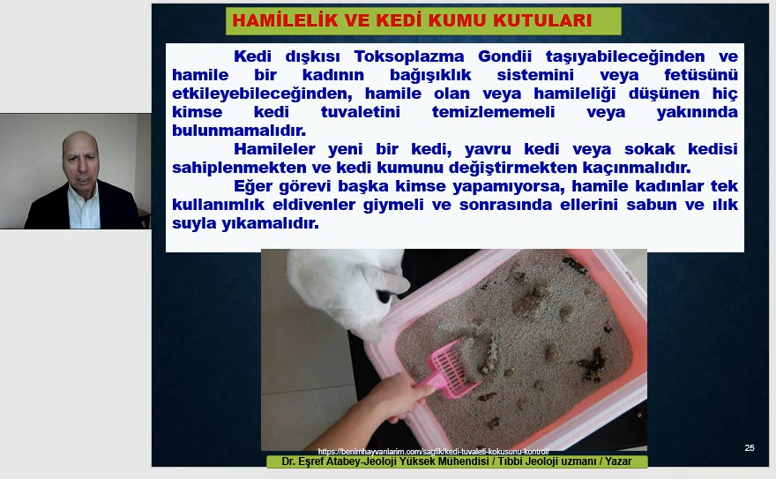 HAMİLELİK VE KEDİ KUMU KUTULARI
Kedi dışkısı Toksoplazma Gondii taşıyabileceğinden ve
hamile bir kadının bağışıklık sistemini veya fetüsünü
etkileyebileceğinden, hamile olan veya hamileliği düşünen hiç
kimse kedi tuvaletini temizlememeli veya yakınında
bulunmamalıdır.
Hamileler yeni bir kedi, yavru kedi veya sokak kedisi
sahiplenmekten ve kedi kumunu değiştirmekten kaçınmalıdır.
Eğer görevi başka kimse yapamıyorsa, hamile kadınlar tek
kullanımlık eldivenler giymeli ve sonrasında ellerini sabun ve ılık
suyla yıkamalıdır.
https://benimhayvanlarim.com/saglik/kedi-tuvaleti-kokusunu-kontrol/
25
Dr. Eşref Atabey-Jeoloji Yüksek Mühendisi / Tıbbi Jeoloji uzmanı / Yazar